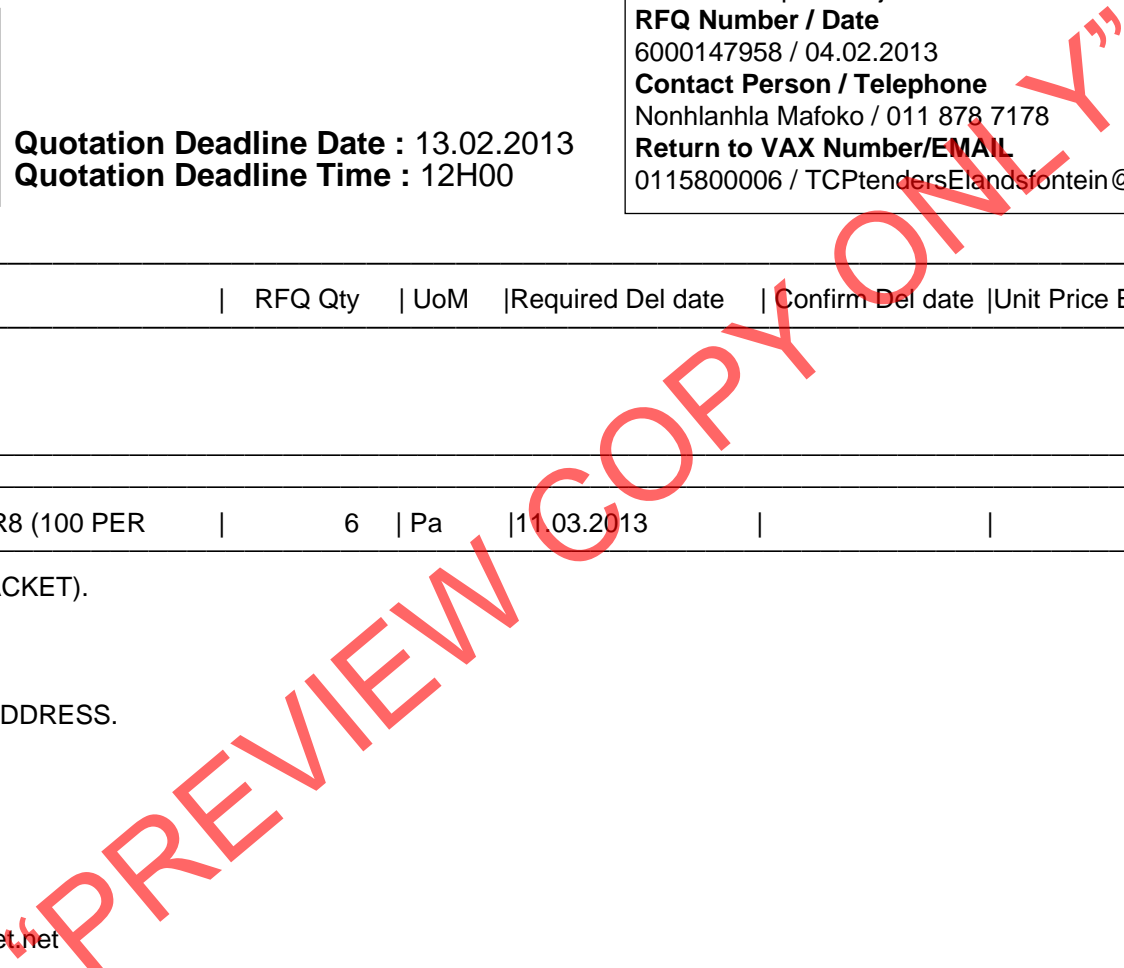 RFQ Number / Date
6000147958 / 04.02.2013
Contact Person / Telephone
Nonhlanhla Mafoko / 011 878 7178
Quotation Deadline Date : 13.02.2013
Return to VAX Number/EMAIL
Quotation Deadline Time : 12H00
0115800006 / TCPtendersElandsfontein@
| RFQ Qty | UoM |Required Del date | Confirm Del date |Unit Price E
R8 (100 PER | 6 | Pa |11.03.2013 | |
CKET).
DDRESS.
et.net
“PREVIEW COPY ONLY”